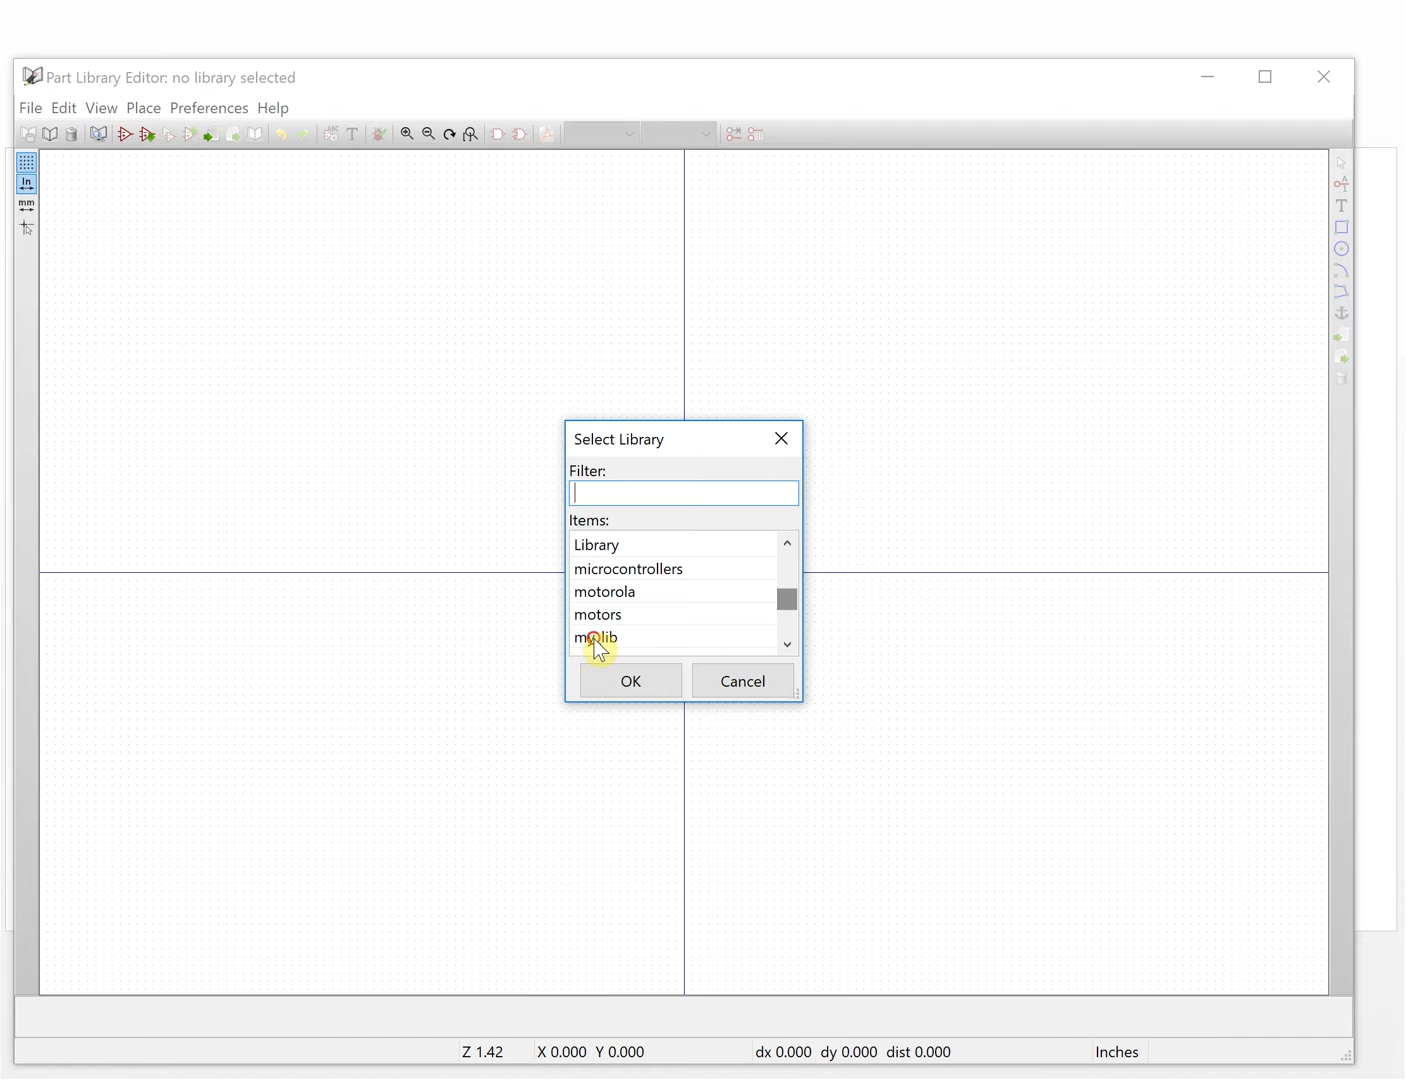 Part Library Editor: no library selected
File Edit View Place Preferences Help
In
mm
Select Library
Filter:
Items:
Library
microcontrollers
motorola
motors
OK Cancel
Z 1.42 X 0.000 Y 0.000 dx 0.000 dy 0.000 dist 0.000 Inches